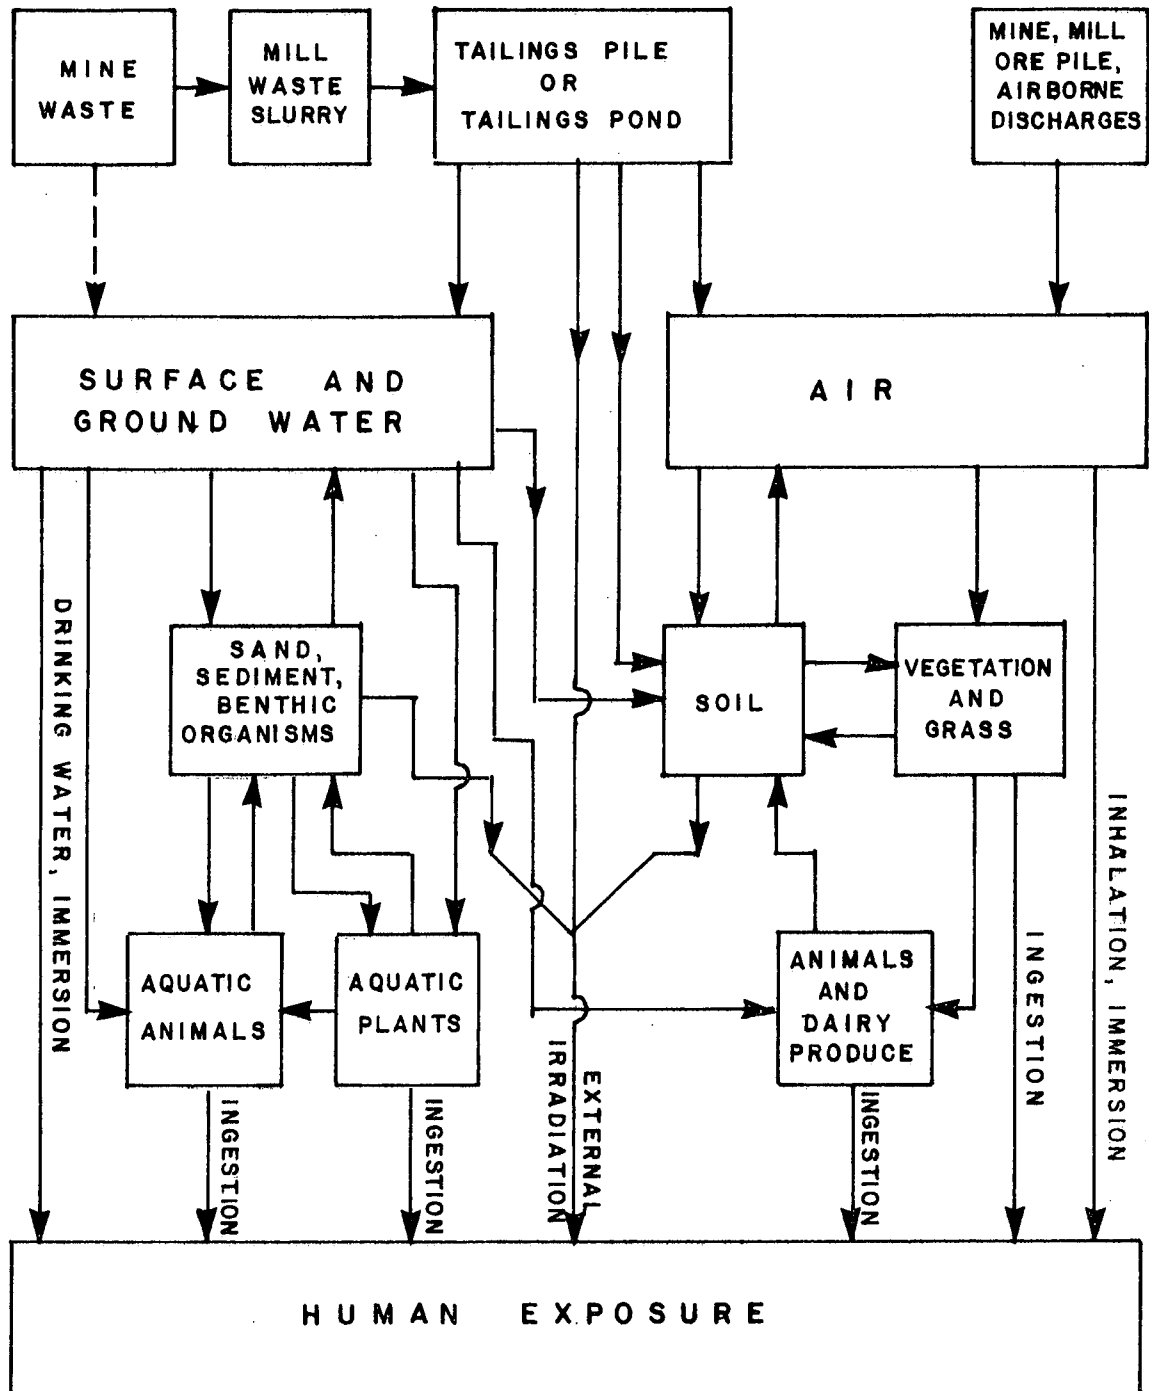 MINE
WASTE
MILL
WASTE
SLURRY
TAILINGS PILE
OR
TAILINGS POND
MINE, MILL
ORE PILE,
AIRBORNE
DISCHARGES
SURFACE AND
GROUND WATER
AIR
SAND,
SEDIMENT,
BENTHIC
ORGANISMS
SOIL
VEGETATION
AND
GRASS
DRINKING WATER, IMMERSION
INHALATION, IMMERSION
AQUATIC
ANIMALS
AQUATIC
PLANTS
ANIMALS
AND
DAIRY
PRODUCE
INGESTION
INGESTION
INGESTION
EXTERNAL
IRRADIATION
INGESTION
HUMAN EXPOSURE